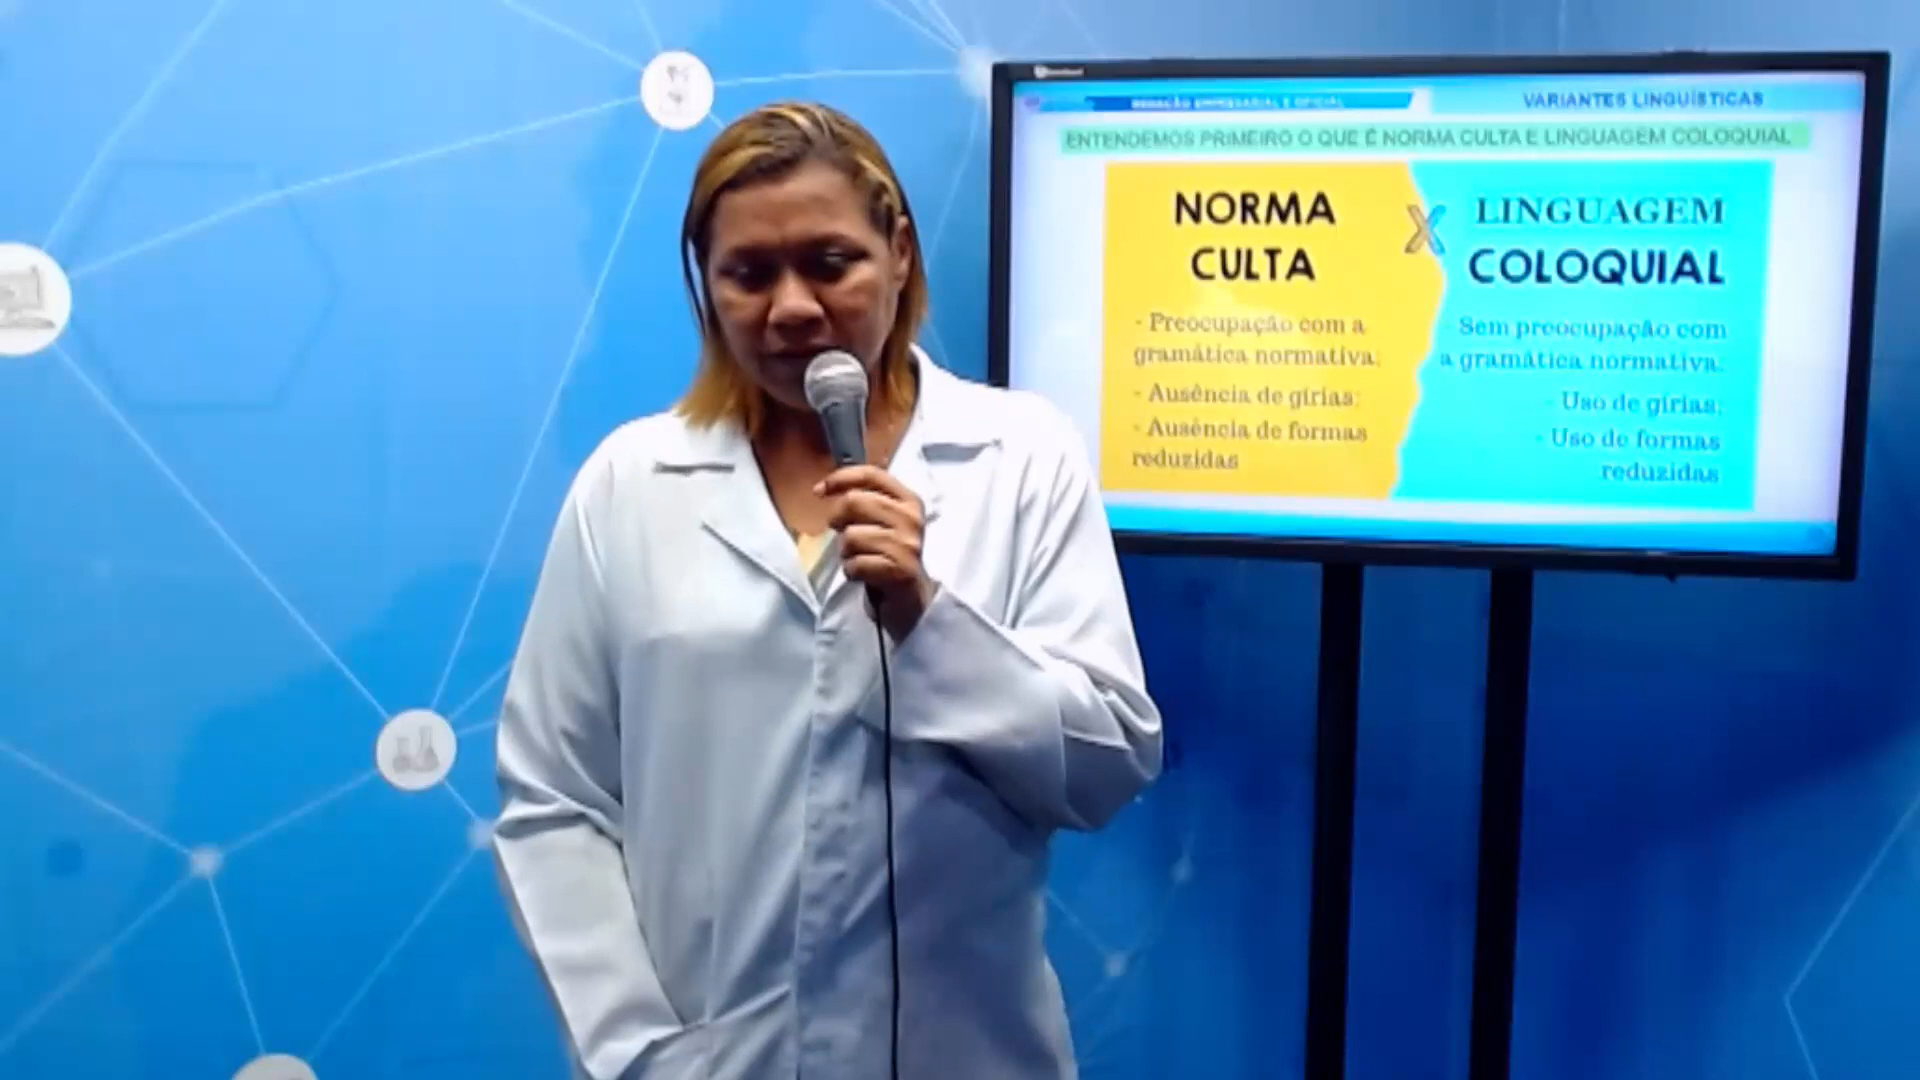 REDAÇÃO EMPRESARIAL E OFICIAL
VARIANTES LINGUÍSTICAS
ENTENDEMOS PRIMEIRO O QUE É NORMA CULTA E LINGUAGEM COLOQUIAL
NORMA
CULTA
X
LINGUAGEM
COLOQUIAL
- Preocupação com a
gramática normativa;
- Ausência de gírias;
- Ausência de formas
reduzidas
- Sem preocupação com
a gramática normativa;
- Uso de gírias;
- Uso de formas
reduzidas